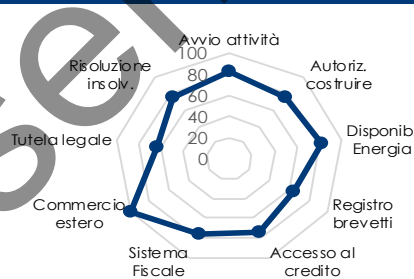 Avvio attività
100
80
60
40
20
0
Autoriz.
costruire
Disponib.
Energia
Registro
brevetti
Accesso al
credito
Sistema
Fiscale
Commercio
estero
Tutela legale
Risoluzione
insolv.